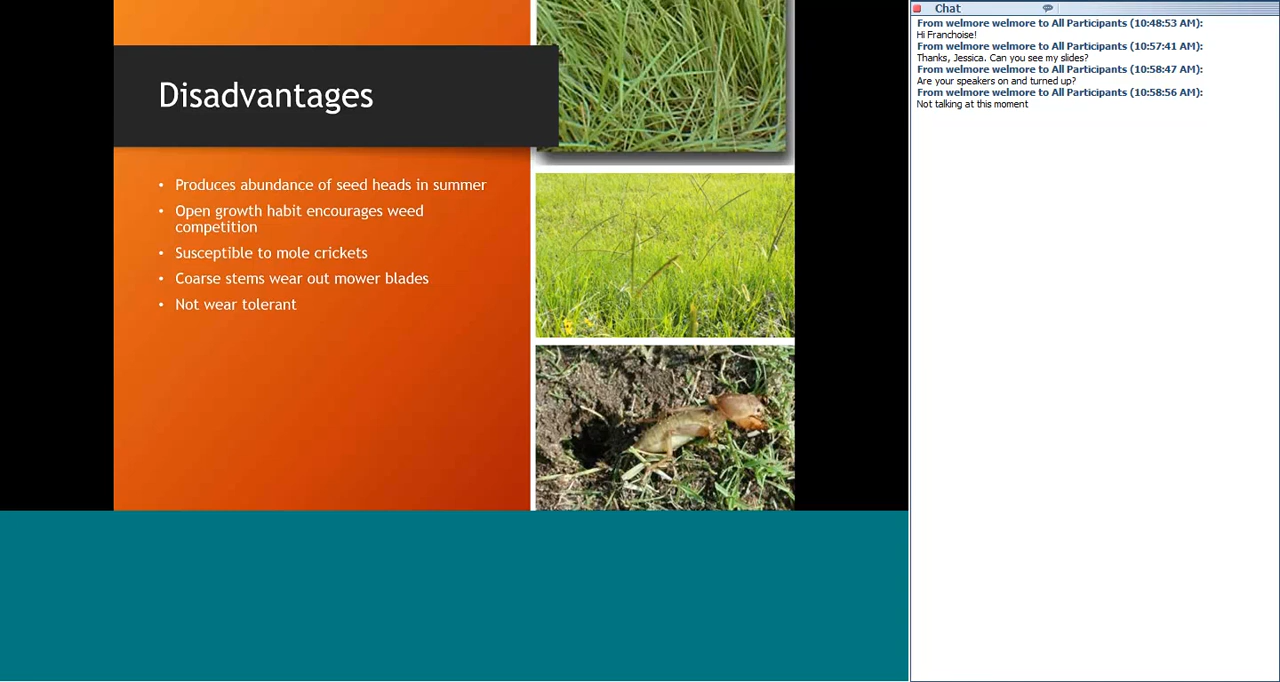 Disadvantages
• Produces abundance of seed heads in summer
• Open growth habit encourages weed
competition
• Susceptible to mole crickets
• Coarse stems wear out mower blades
• Not wear tolerant
Chat
From welmore welmore to All Participants (10:48:53 AM):
Hi Franchoise!
From welmore welmore to All Participants (10:57:41 AM):
Thanks, Jessica. Can you see my slides?
From welmore welmore to All Participants (10:58:47 AM):
Are your speakers on and turned up?
From welmore welmore to All Participants (10:58:56 AM):
Not talking at this moment